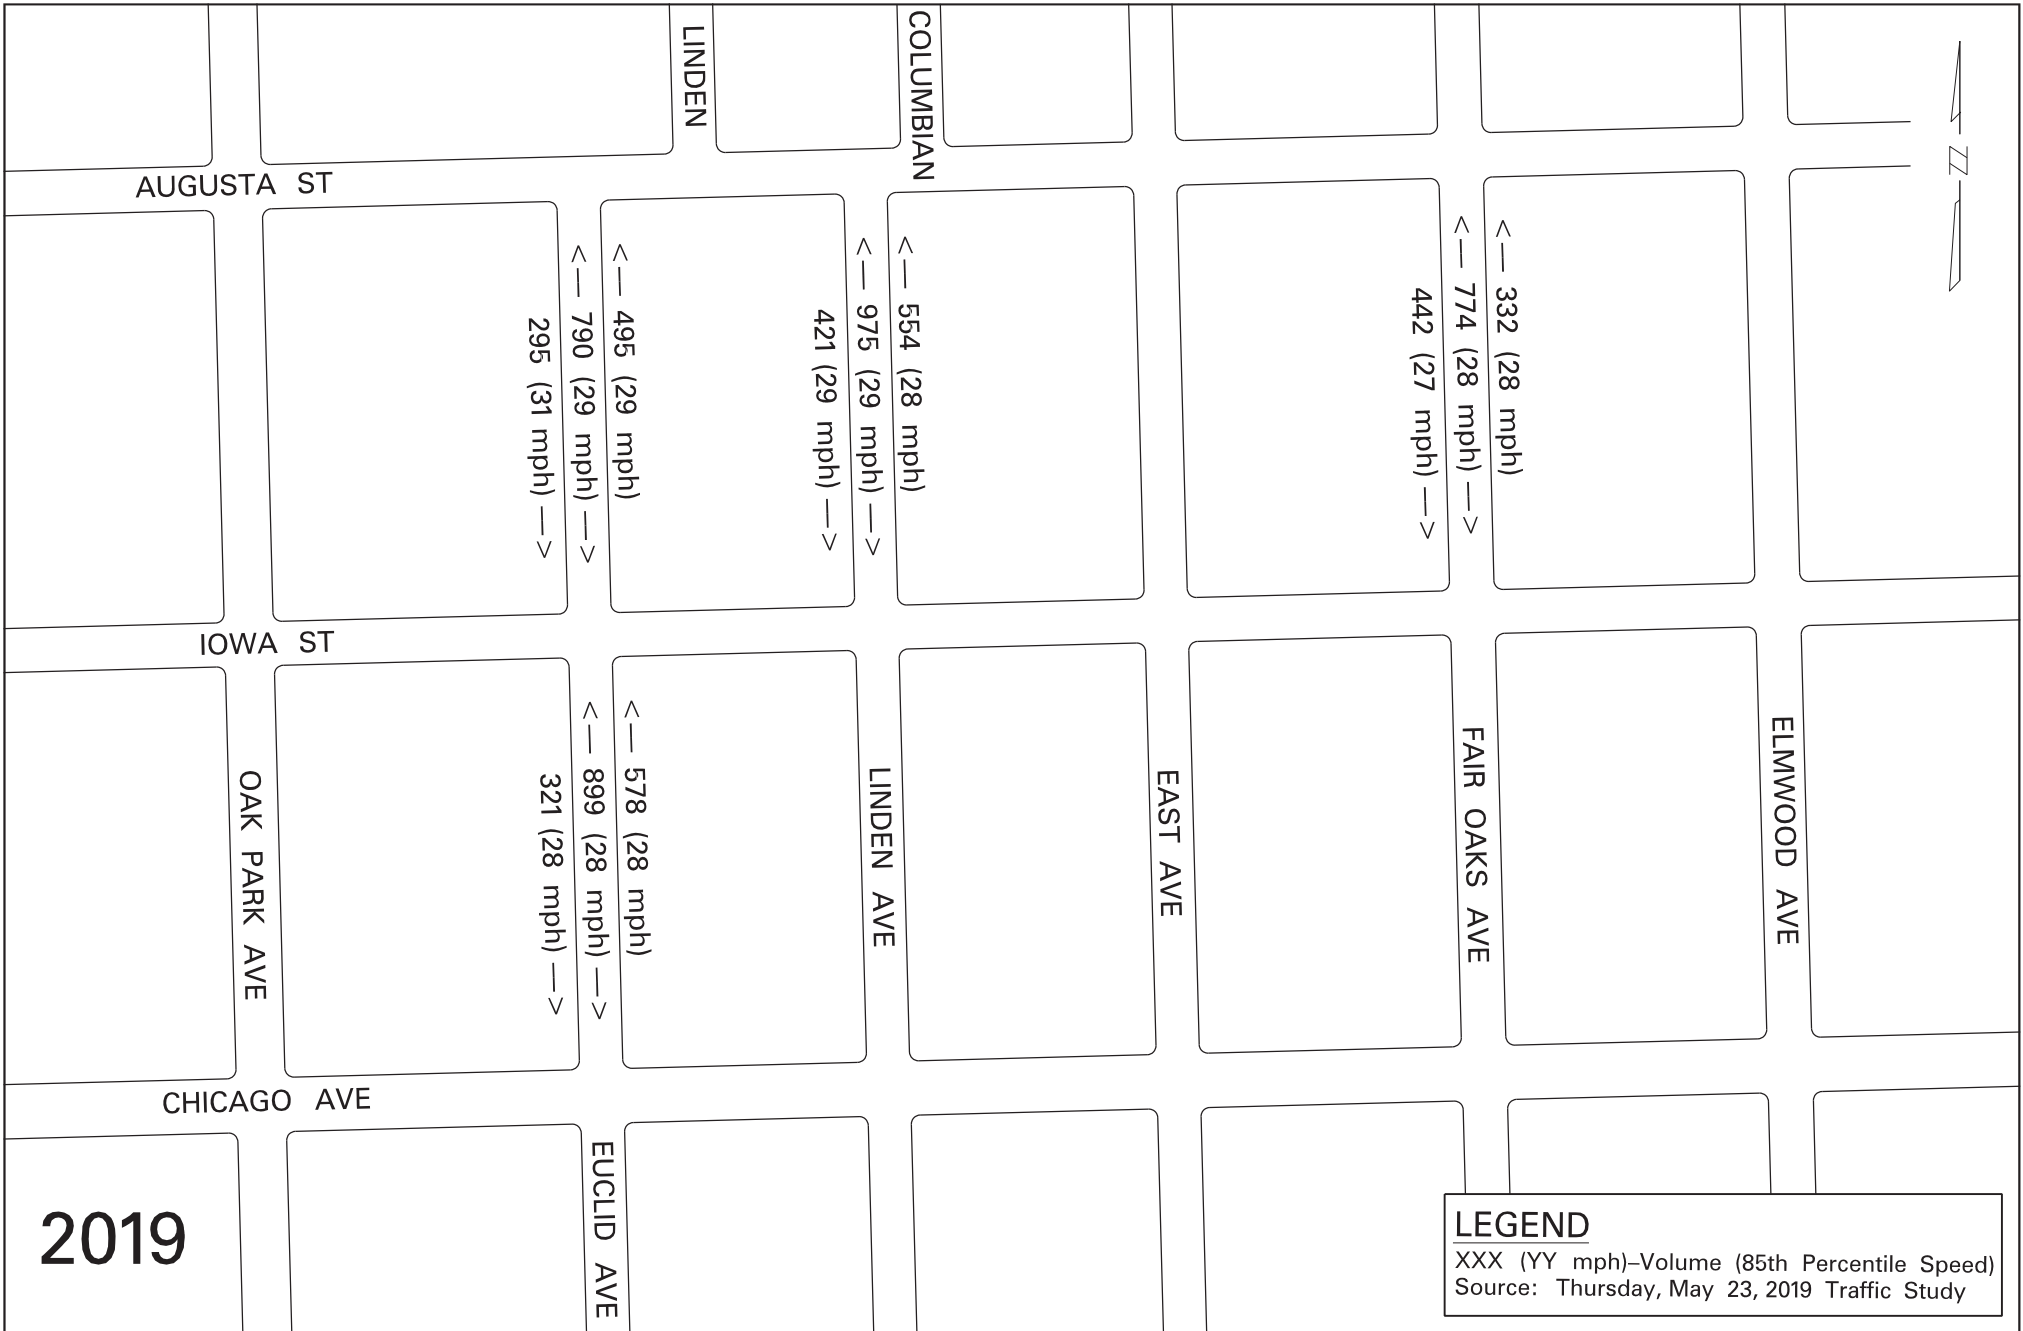 LINDEN
COLUMBIAN
AUGUSTA ST
295 (31 mph) —>
<— 790 (29 mph) —>
<— 495 (29 mph)
421 (29 mph) —>
<— 975 (29 mph) —>
<— 554 (28 mph)
442 (27 mph) —>
<— 774 (28 mph) —>
<— 332 (28 mph)
N
IOWA ST
OAK PARK AVE
321 (28 mph) —>
<— 899 (28 mph) —>
<— 578 (28 mph)
LINDEN AVE
EAST AVE
FAIR OAKS AVE
ELMWOOD AVE
CHICAGO AVE
EUCLID AVE
2019
LEGEND
XXX (YY mph)–Volume (85th Percentile Speed)
Source: Thursday, May 23, 2019 Traffic Study